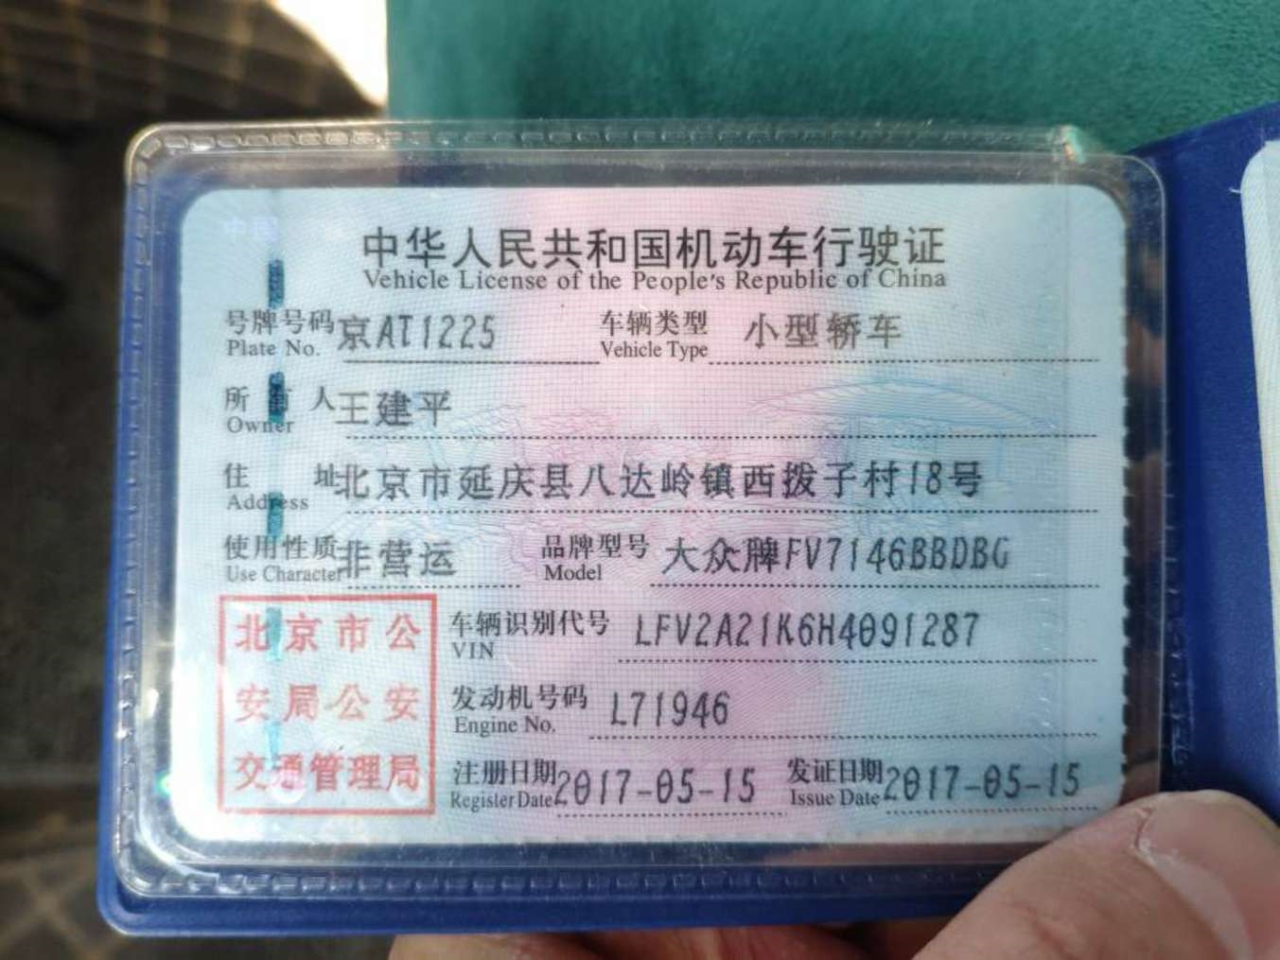 中华人民共和国机动车行驶证
Vehicle License of the People's Republic of China
号牌号码 京AT1225 车辆类型 小型轿车
Plate No. Vehicle Type
所有人 王建平
Owner
住址 北京市延庆县八达岭镇西拨子村18号
Address
使用性质 非营运 品牌型号 大众牌FV7146BBDBG
Use Character Model
北京市公
安局公安
交通管理局
车辆识别代号 LFV2A21K6H4091287
VIN
发动机号码 L71946
Engine No.
注册日期 2017-05-15 发证日期 2017-05-15
Register Date Issue Date